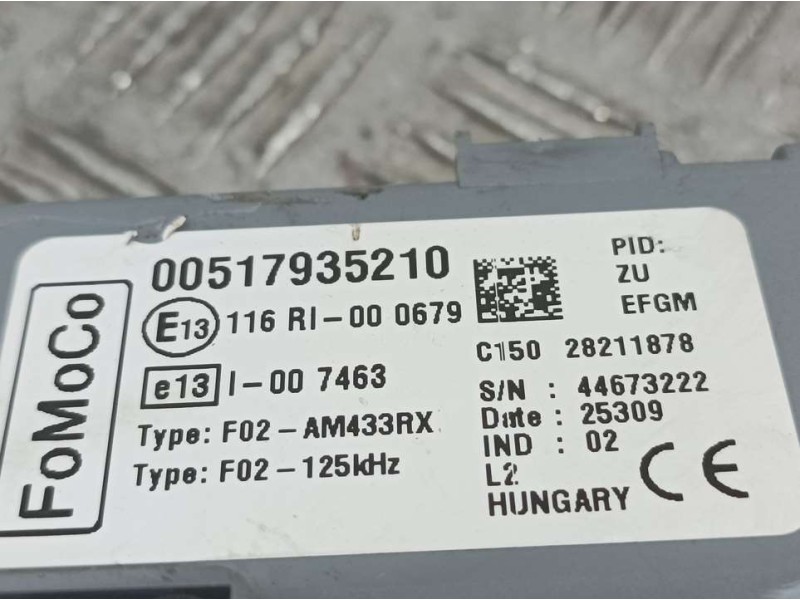 FoMoCo
00517935210
E13 116 RI-00 0679
e13 I-00 7463
Type: F02-AM433RX
Type: F02-125kHz
PID:
ZU
EFGM
C150 28211878
S/N : 44673222
Date : 25309
IND : 02
L2
HUNGARY
CE